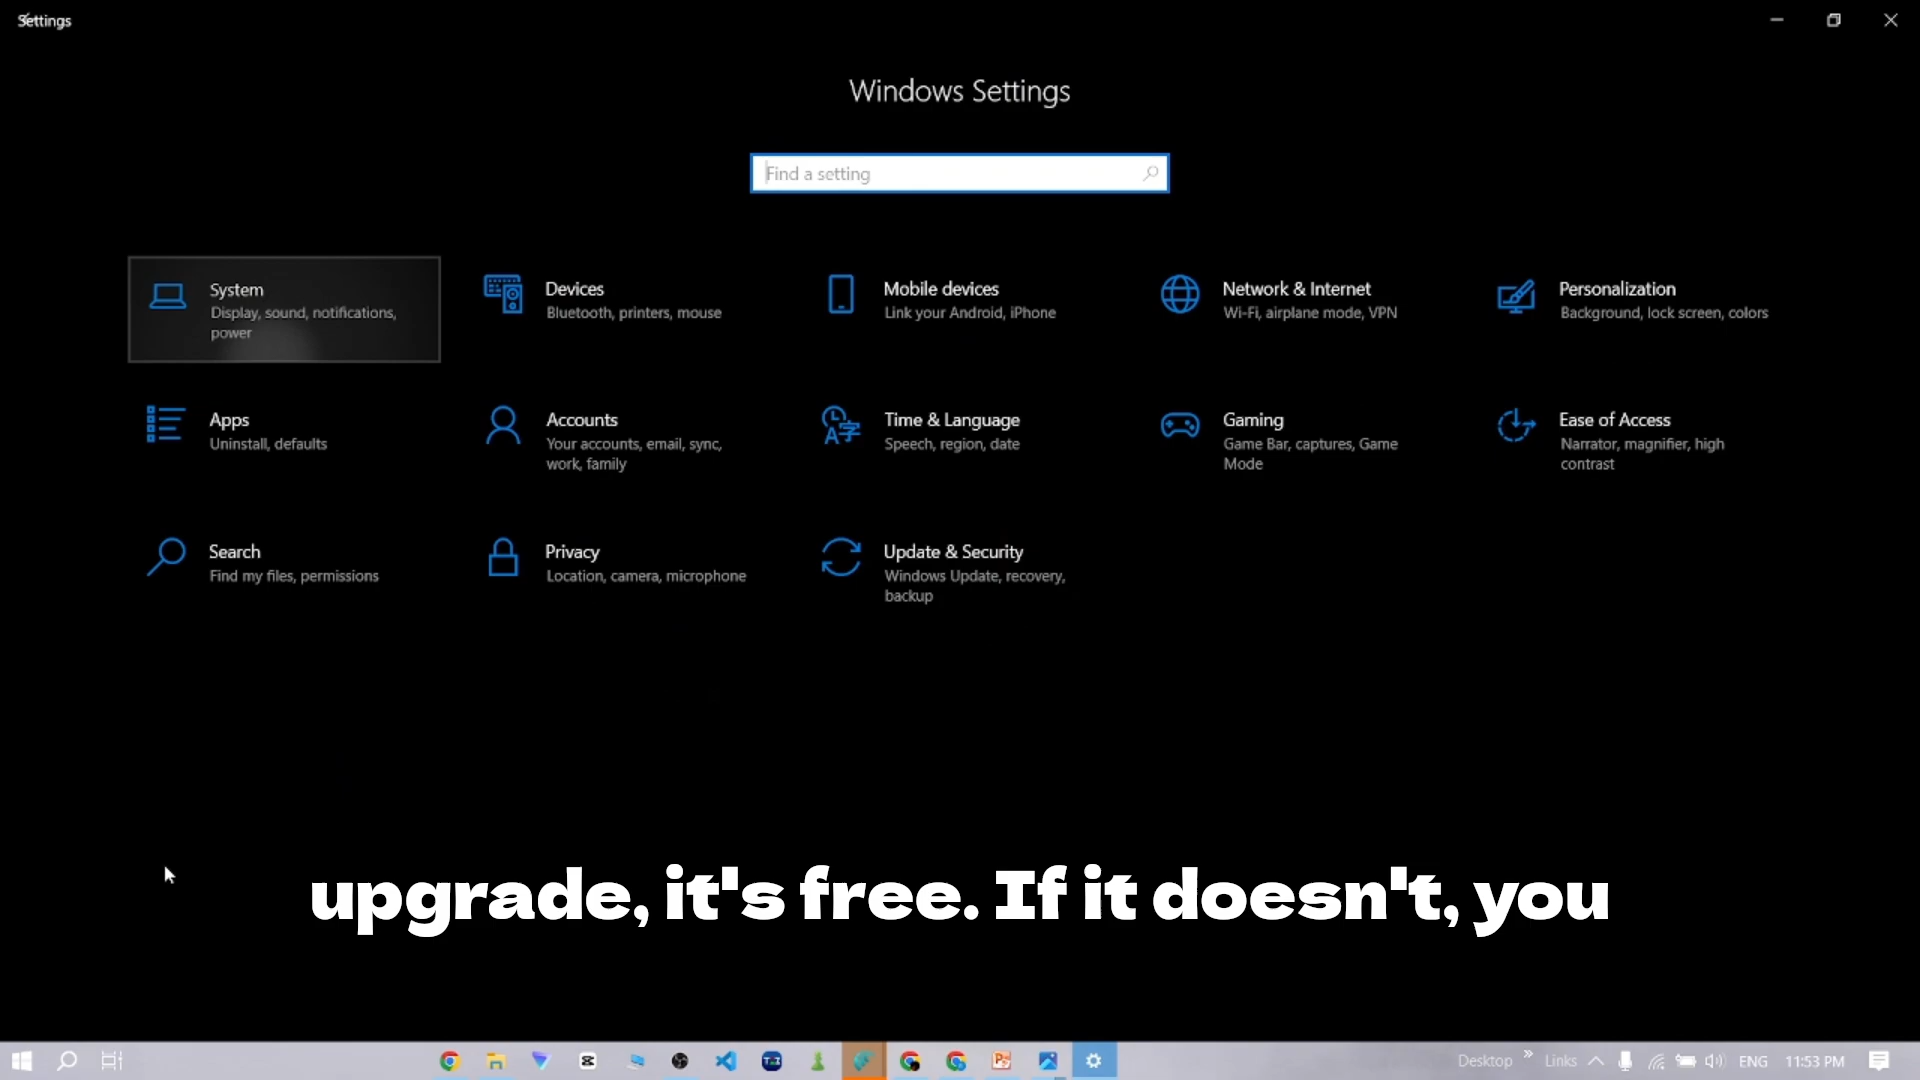 Settings
Windows Settings
Find a setting
System
Display, sound, notifications,
power
Devices
Bluetooth, printers, mouse
Mobile devices
Link your Android, iPhone
Network & Internet
Wi-Fi, airplane mode, VPN
Personalization
Background, lock screen, colors
Apps
Uninstall, defaults
Accounts
Your accounts, email, sync,
work, family
Time & Language
Speech, region, date
Gaming
Game Bar, captures, Game
Mode
Ease of Access
Narrator, magnifier, high
contrast
Search
Find my files, permissions
Privacy
Location, camera, microphone
Update & Security
Windows Update, recovery,
backup
upgrade, it's free. If it doesn't, you
Desktop » Links ENG 11:53 PM